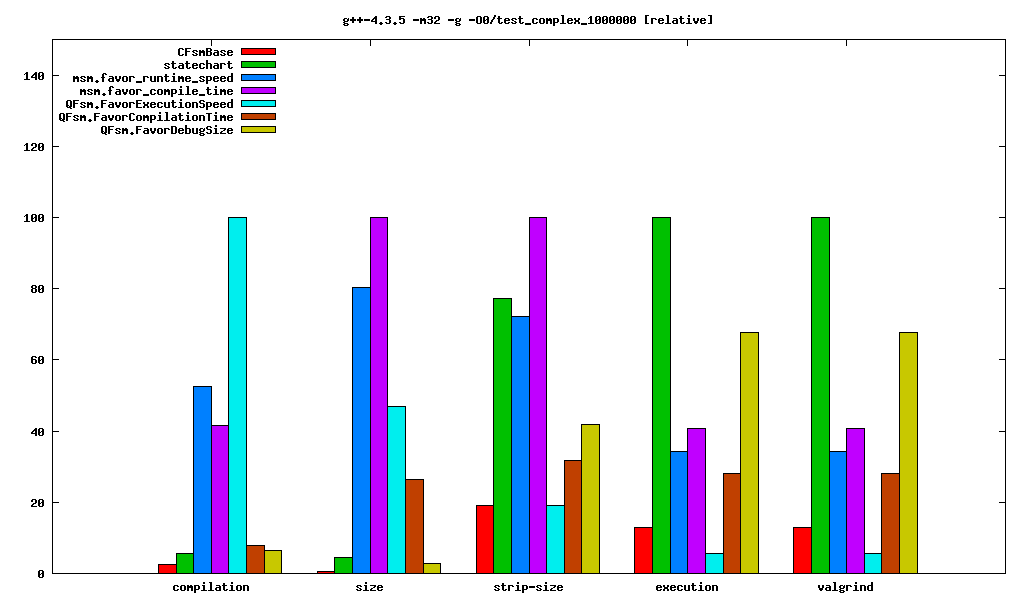 g++-4.3.5 -m32 -g -O0/test_complex_1000000 [relative]
CFsmBase
statechart
msm.favor_runtime_speed
msm.favor_compile_time
QFsm.FavorExecutionSpeed
QFsm.FavorCompilationTime
QFsm.FavorDebugSize
140
120
100
80
60
40
20
0
compilation size strip-size execution valgrind